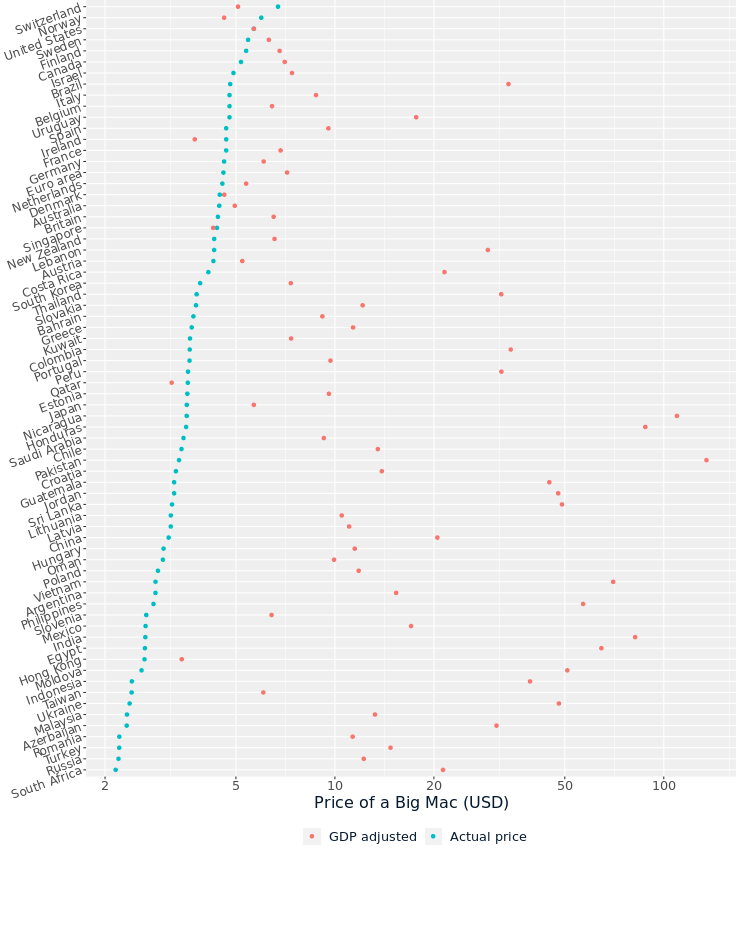 Switzerland
Norway
United States
Sweden
Finland
Canada
Israel
Brazil
Italy
Belgium
Uruguay
Spain
Ireland
France
Germany
Euro area
Netherlands
Denmark
Australia
Britain
Singapore
New Zealand
Lebanon
Austria
Costa Rica
South Korea
Thailand
Slovakia
Bahrain
Greece
Kuwait
Colombia
Portugal
Peru
Qatar
Estonia
Japan
Nicaragua
Honduras
Saudi Arabia
Chile
Pakistan
Croatia
Guatemala
Jordan
Sri Lanka
Lithuania
Latvia
China
Hungary
Oman
Poland
Vietnam
Argentina
Philippines
Slovenia
Mexico
India
Egypt
Hong Kong
Moldova
Indonesia
Taiwan
Ukraine
Malaysia
Azerbaijan
Romania
Turkey
Russia
South Africa
2 5 10 20 50 100
Price of a Big Mac (USD)
GDP adjusted Actual price